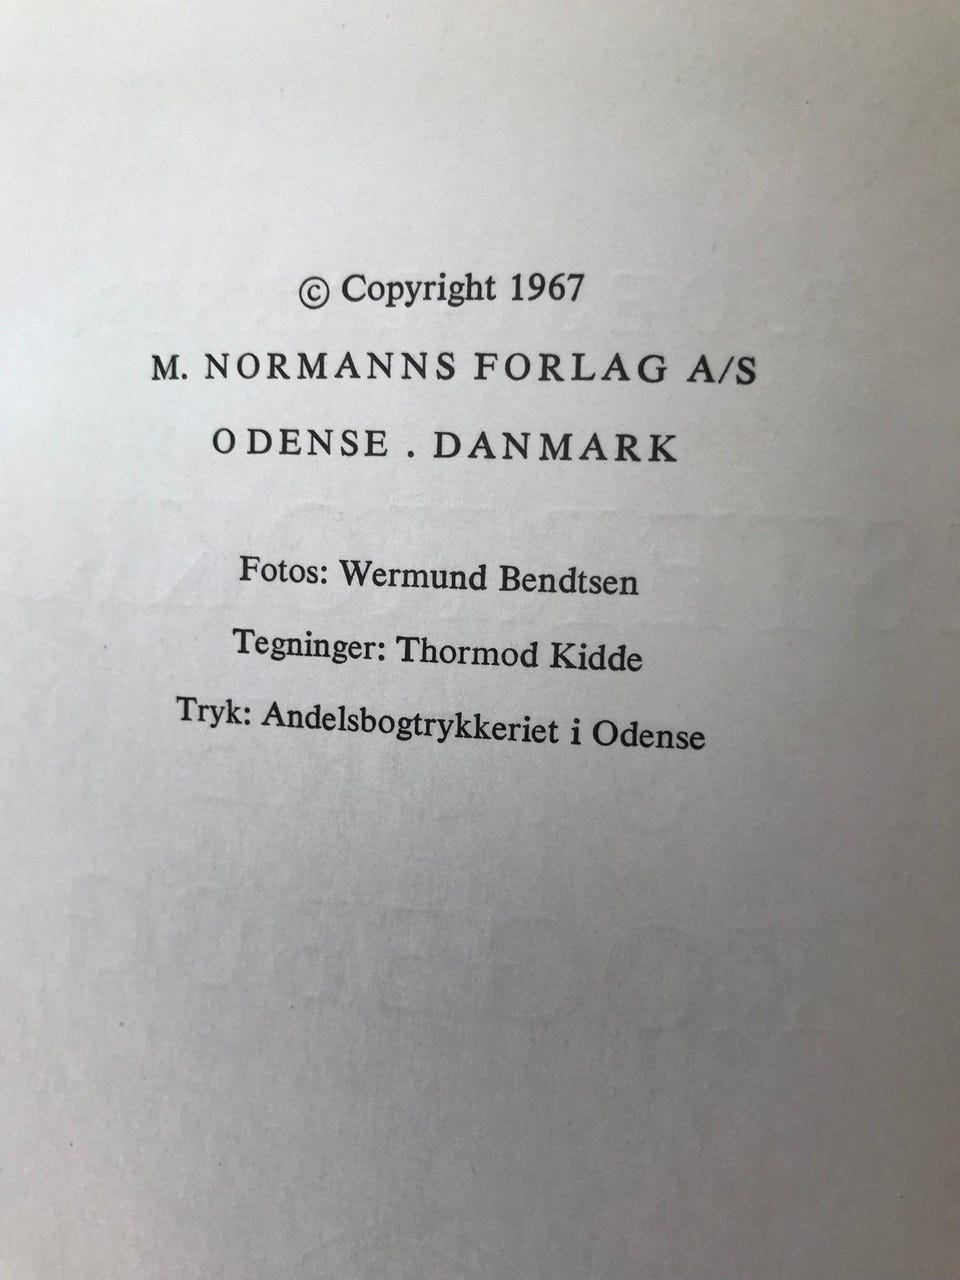 © Copyright 1967
M. NORMANNS FORLAG A/S
ODENSE . DANMARK
Fotos: Wermund Bendtsen
Tegninger: Thormod Kidde
Tryk: Andelsbogtrykkeriet i Odense